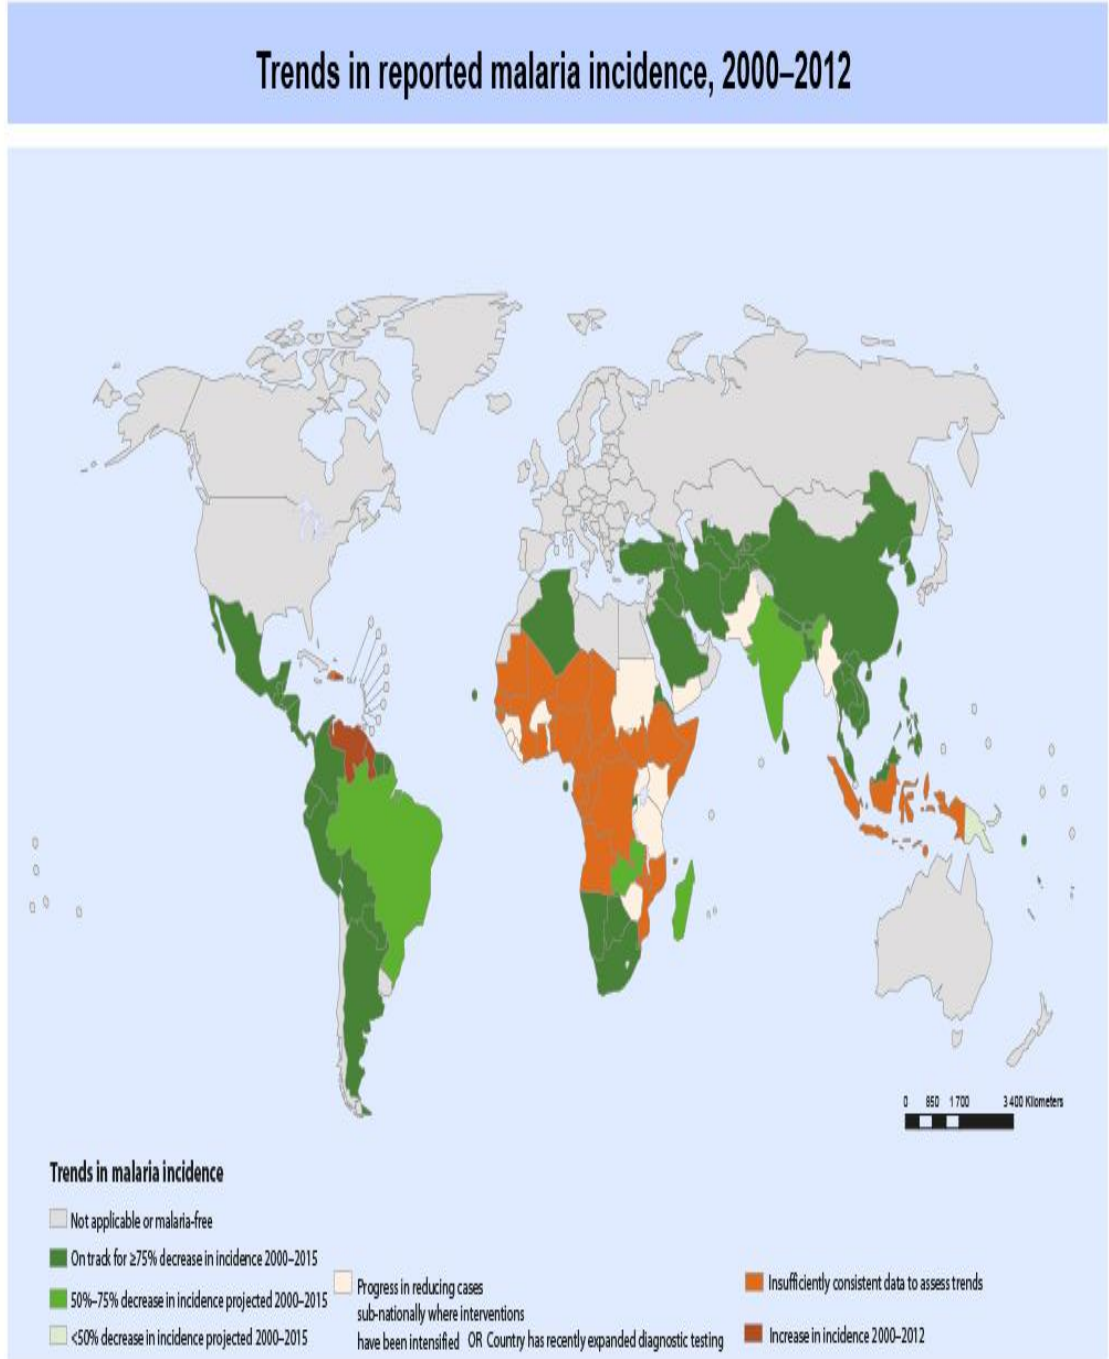 Trends in reported malaria incidence, 2000–2012
0 850 1 700 3 400 Kilometers
Trends in malaria incidence
Not applicable or malaria-free
On track for ≥75% decrease in incidence 2000–2015
50%–75% decrease in incidence projected 2000–2015
<50% decrease in incidence projected 2000–2015
Progress in reducing cases
sub-nationally where interventions
have been intensified OR Country has recently expanded diagnostic testing
Insufficiently consistent data to assess trends
Increase in incidence 2000–2012